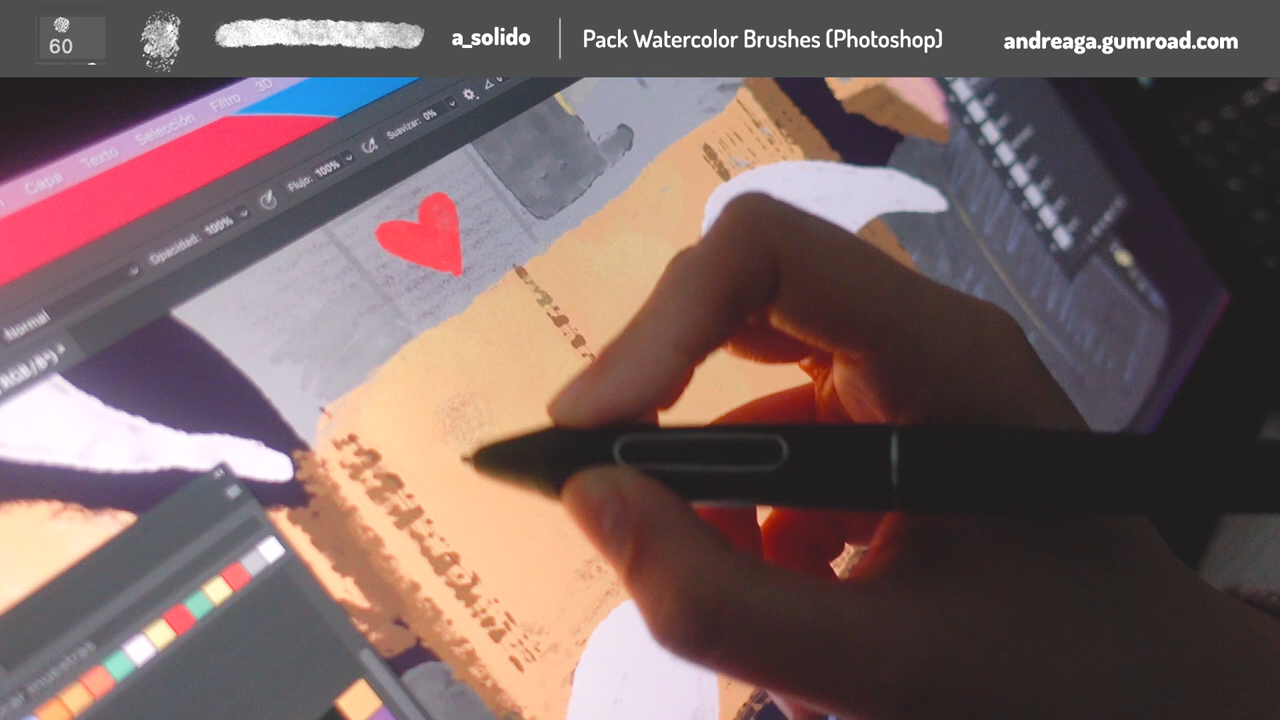 60
a_solido
Pack Watercolor Brushes (Photoshop)
andreaga.gumroad.com
Capa Texto Selección Filtro 3D
Normal
Opacidad: 100% Flujo: 100% Suavizar: 0%